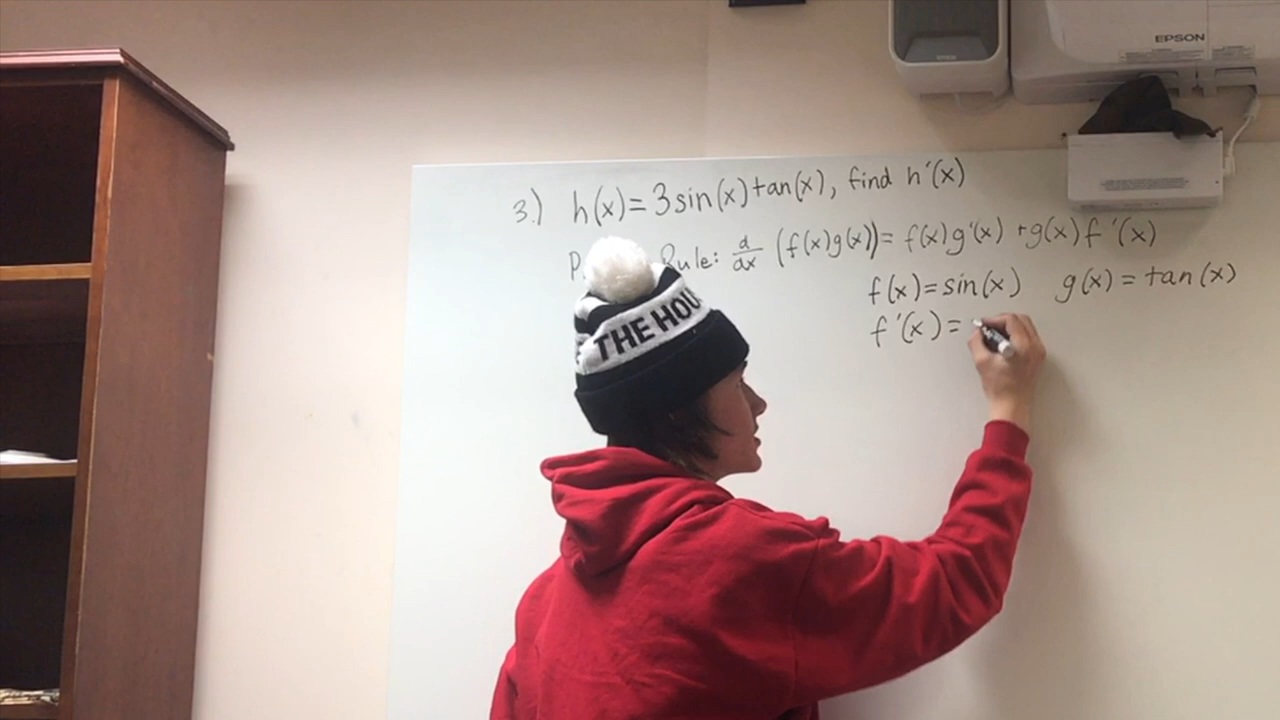 EPSON
3.) h(x) = 3sin(x)tan(x), find h'(x)
Rule: d/dx (f(x)g(x)) = f(x)g'(x) + g(x)f'(x)
f(x) = sin(x) g(x) = tan(x)
f'(x) =
THE HOU